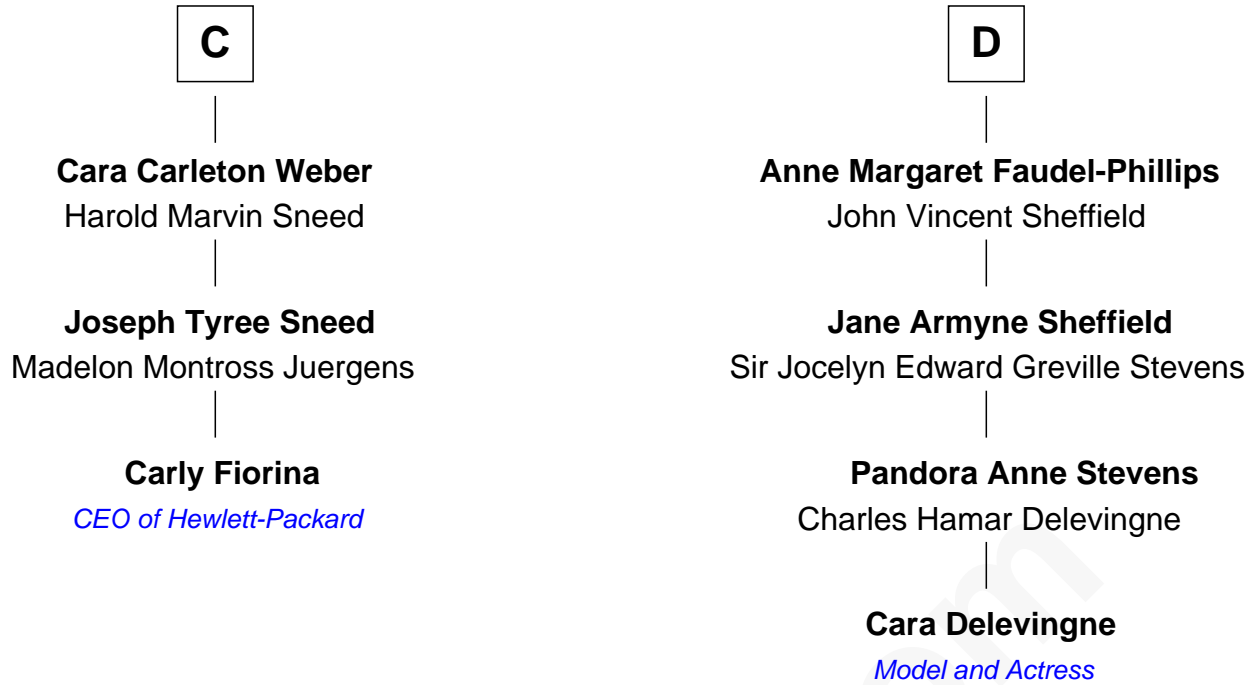 C
Cara Carleton Weber
Harold Marvin Sneed
Joseph Tyree Sneed
Madelon Montross Juergens
Carly Fiorina
CEO of Hewlett-Packard
D
Anne Margaret Faudel-Phillips
John Vincent Sheffield
Jane Armyne Sheffield
Sir Jocelyn Edward Greville Stevens
Pandora Anne Stevens
Charles Hamar Delevingne
Cara Delevingne
Model and Actress